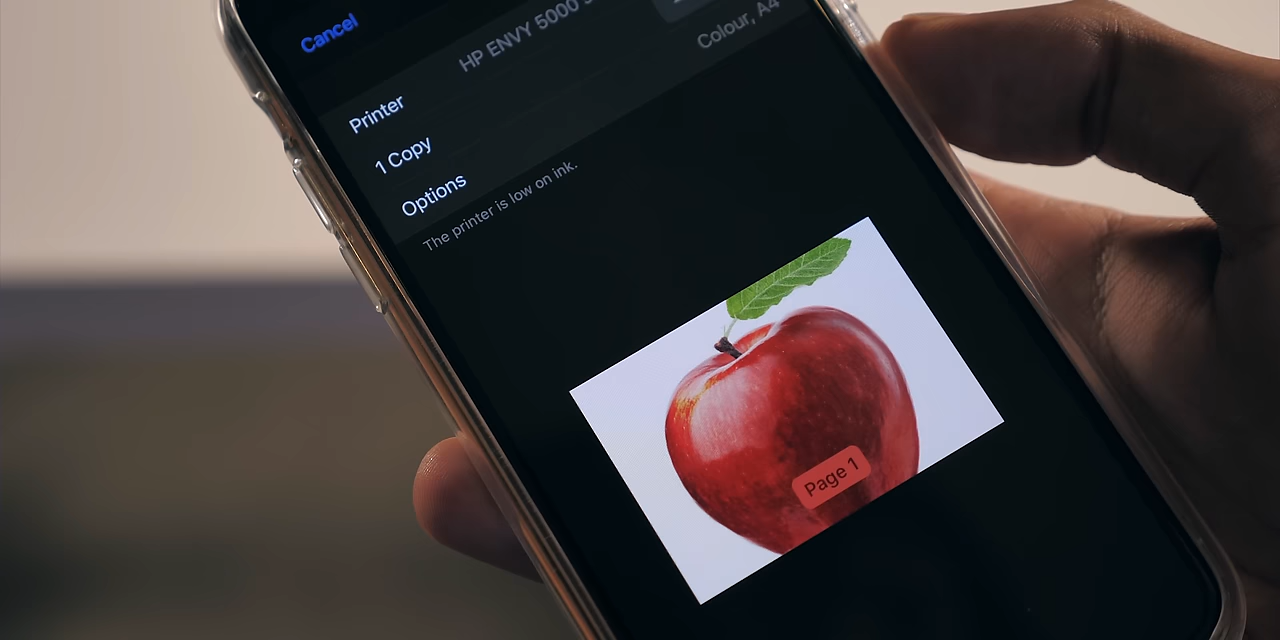 Cancel
Printer
HP ENVY 5000
1 Copy
Options
Colour, A4
The printer is low on ink.
Page 1